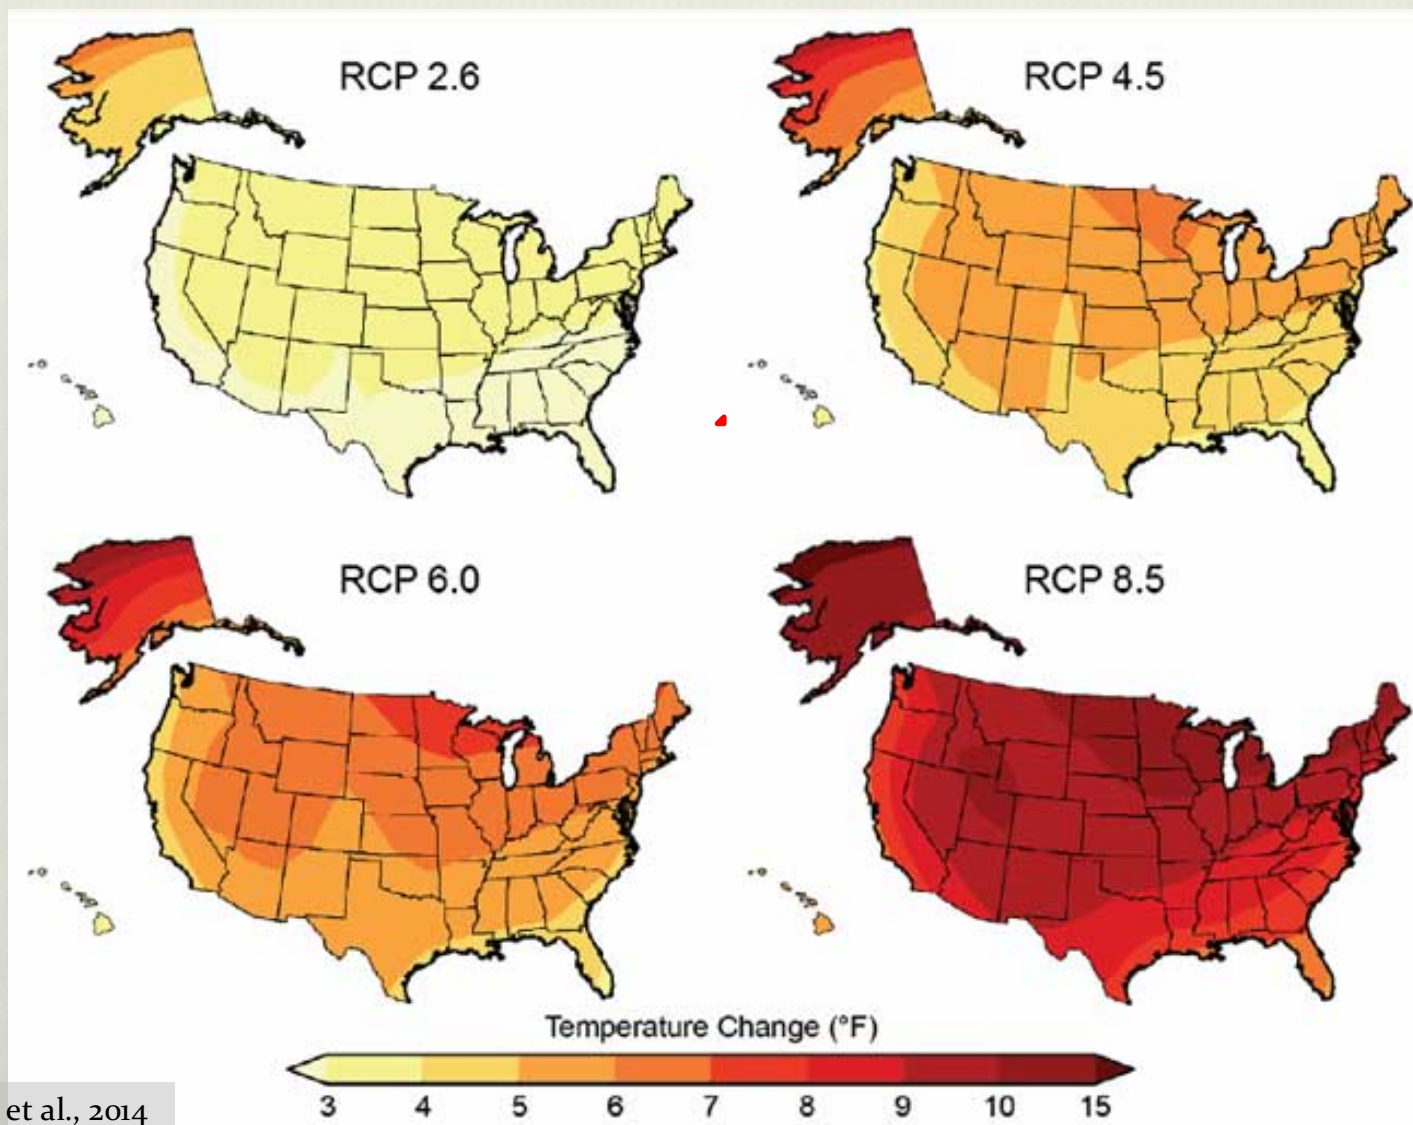 RCP 2.6
RCP 4.5
RCP 6.0
RCP 8.5
Temperature Change (°F)
3 4 5 6 7 8 9 10 15
et al., 2014